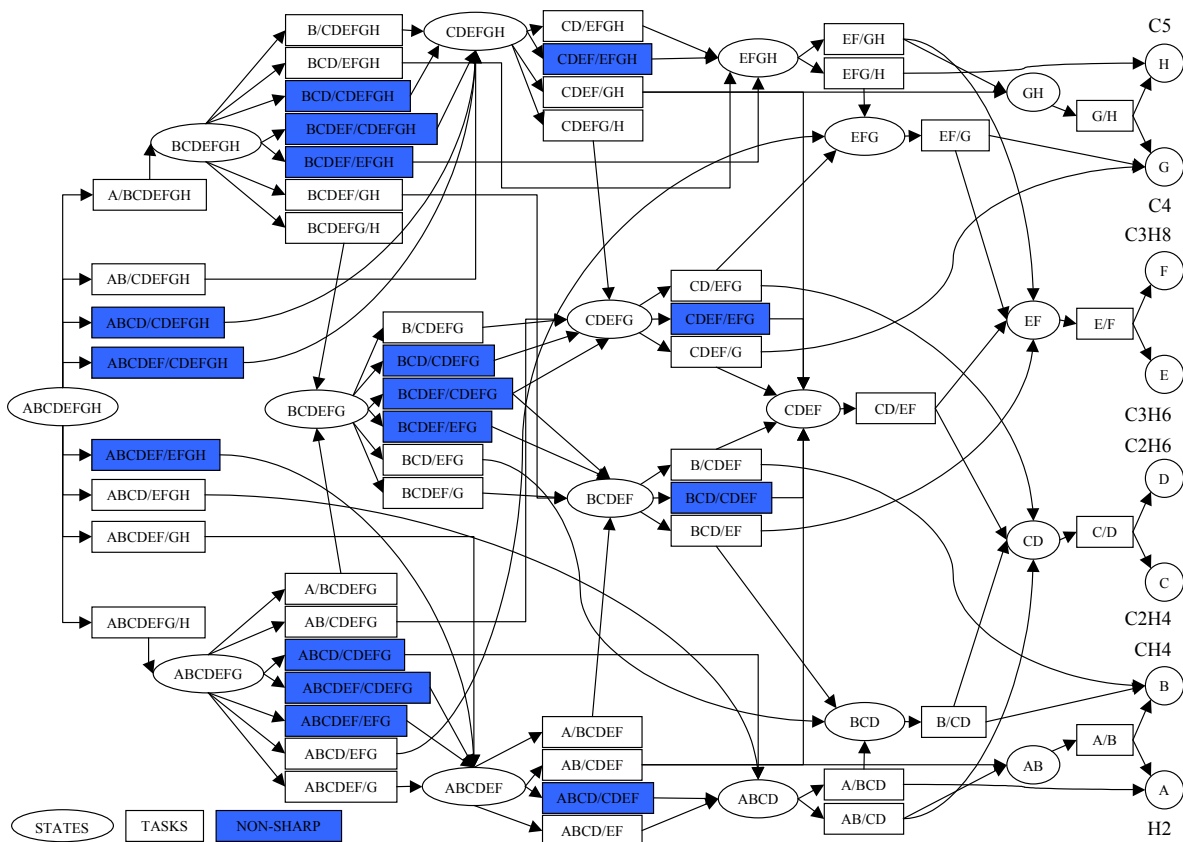 B/CDEFGH
BCD/EFGH
BCD/CDEFGH
BCDEF/CDEFGH
BCDEF/EFGH
BCDEF/GH
BCDEFG/H
BCDEFGH
A/BCDEFGH
AB/CDEFGH
ABCD/CDEFGH
ABCDEF/CDEFGH
ABCDEFGH
ABCDEF/EFGH
ABCD/EFGH
ABCDEF/GH
ABCDEFG/H
CDEFGH
CD/EFGH
CDEF/EFGH
CDEF/GH
CDEFG/H
EFGH
EF/GH
EFG/H
EFG
EF/G
GH
G/H
C5
H
G
C4
C3H8
F
E/F
EF
E
C3H6
C2H6
D
C/D
CD
C
C2H4
CH4
B
A/B
AB
A
H2
BCDEFG
B/CDEFG
BCD/CDEFG
BCDEF/CDEFG
BCDEF/EFG
BCD/EFG
BCDEF/G
CDEFG
CD/EFG
CDEF/EFG
CDEF/G
CDEF
CD/EF
BCDEF
B/CDEF
BCD/CDEF
BCD/EF
BCD
B/CD
ABCDEFG
A/BCDEFG
AB/CDEFG
ABCD/CDEFG
ABCDEF/CDEFG
ABCDEF/EFG
ABCD/EFG
ABCDEF/G
ABCDEF
A/BCDEF
AB/CDEF
ABCD/CDEF
ABCD/EF
ABCD
A/BCD
AB/CD
STATES
TASKS
NON-SHARP